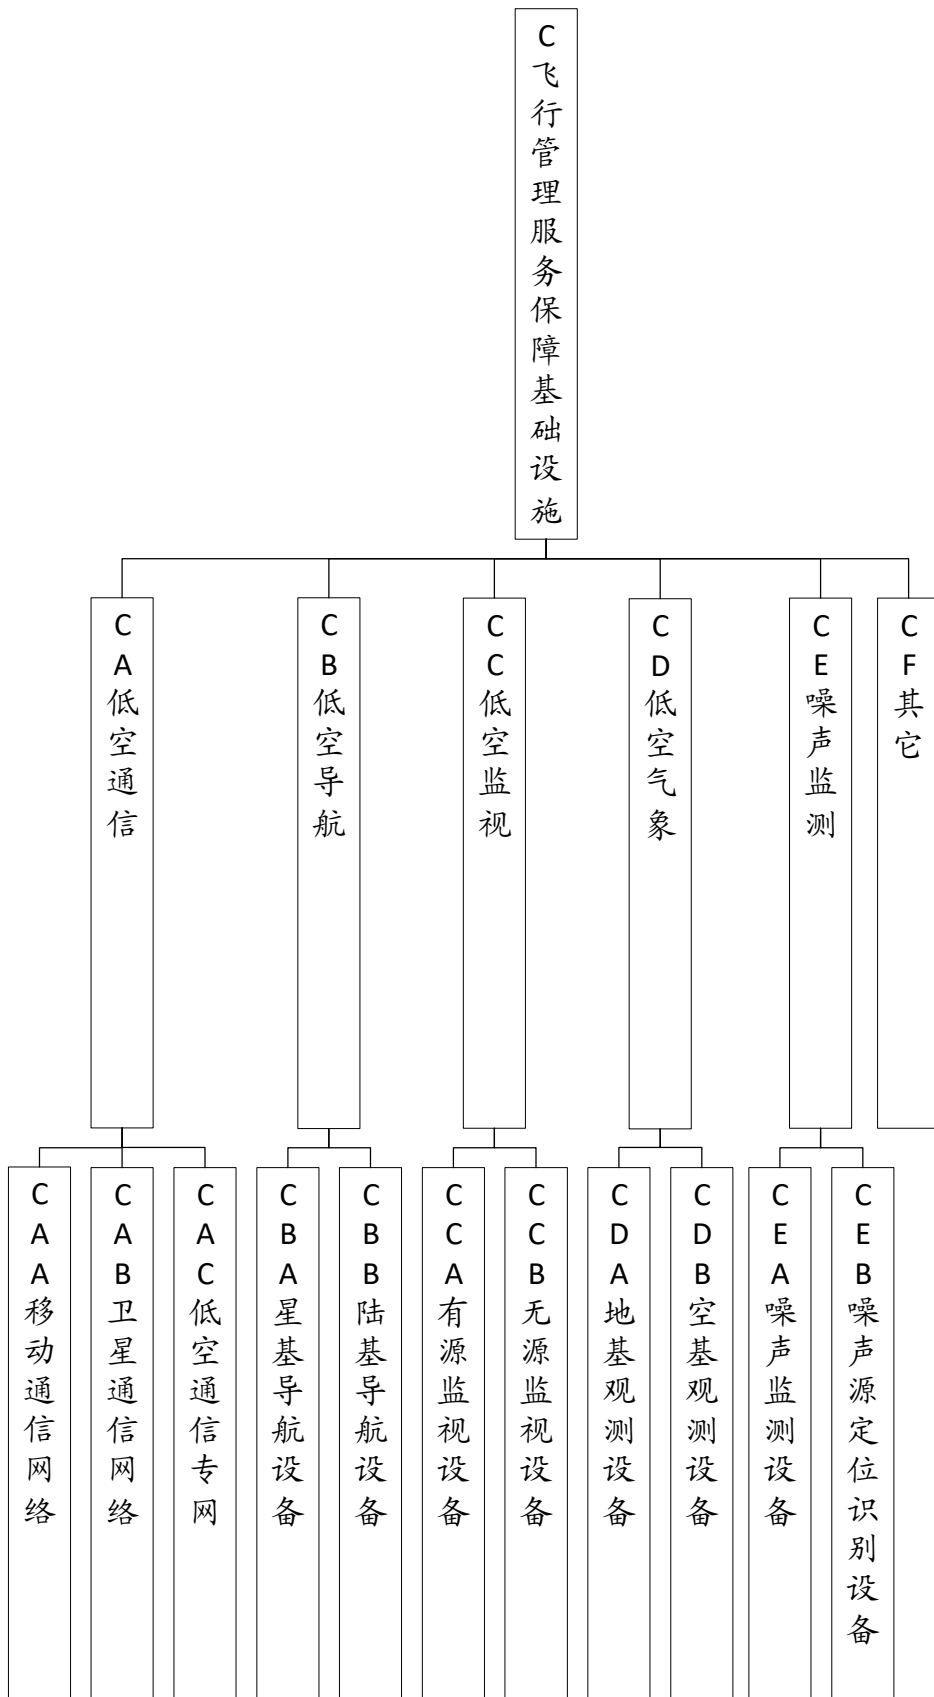 C飞行管理服务保障基础设施
CA低空通信
CB低空导航
CC低空监视
CD低空气象
CE噪声监测
CF其它
CAA移动通信网络
CAB卫星通信网络
CAC低空通信专网
CBA星基导航设备
CBB陆基导航设备
CCA有源监视设备
CCB无源监视设备
CDA地基观测设备
CDB空基观测设备
CEA噪声监测设备
CEB噪声源定位识别设备